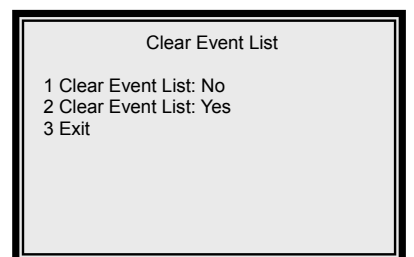 Clear Event List
1 Clear Event List: No
2 Clear Event List: Yes
3 Exit